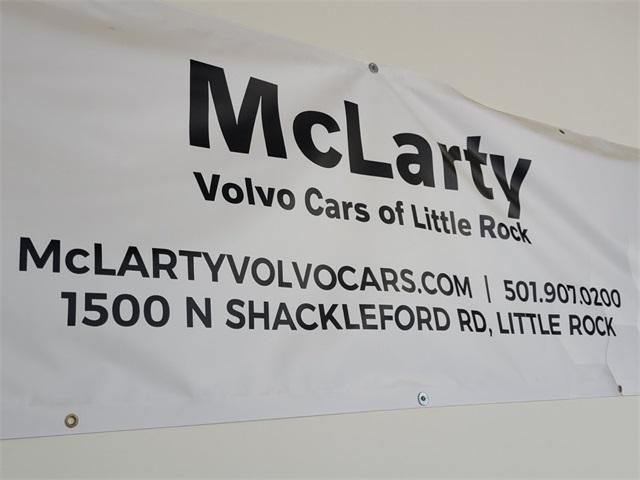 McLarty
Volvo Cars of Little Rock
McLARTYVOLVOCARS.COM | 501.907.0200
1500 N SHACKLEFORD RD, LITTLE ROCK